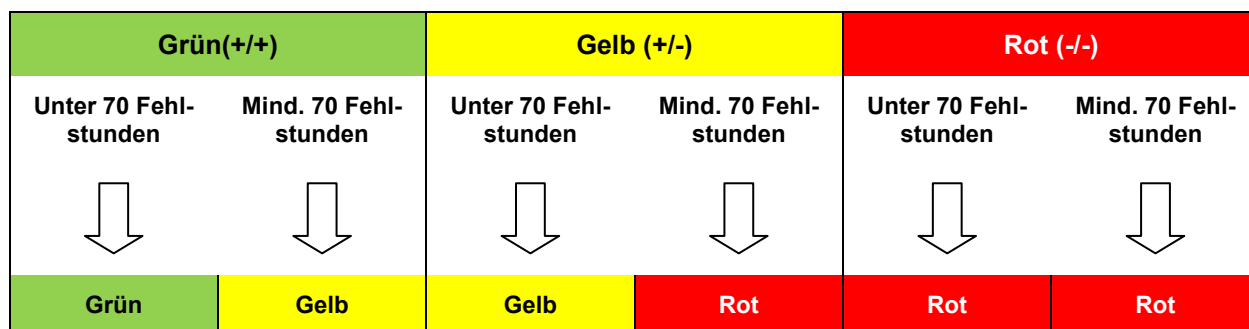 Grün(+/+) Gelb (+/-) Rot (-/-)
Unter 70 Fehl- Mind. 70 Fehl- Unter 70 Fehl- Mind. 70 Fehl- Unter 70 Fehl- Mind. 70 Fehl-
stunden stunden stunden stunden stunden stunden
Grün Gelb Gelb Rot Rot Rot